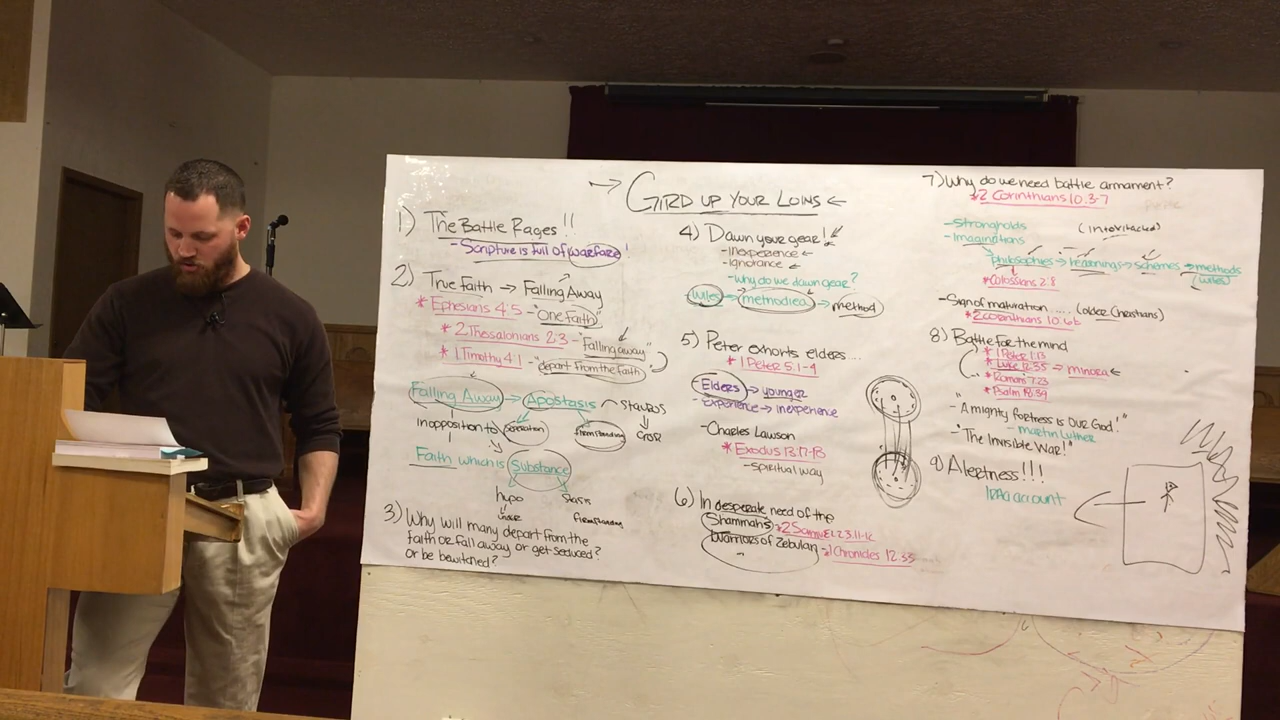 → GIRD UP YOUR LOINS ←
1) The Battle Rages!!
- Scripture is full of warfare!
2) True faith → Falling Away
* Ephesians 4:5 - "One Faith"
* 2 Thessalonians 2:3 - "Falling away"
* 1 Timothy 4:1 - "depart from the faith"
Falling Away → Apostasis
Stauros
In opposition to
Separation
firm standing
cross
Faith which is Substance
hypo
stasis
under
firm standing
3) Why will many depart from the
faith or fall away or get seduced?
or be bewitched?
4) Dawn your gear!
- Inexperience ←
- Ignorance ←
- Why do we dawn gear?
wiles → methodiea → method
5) Peter exhorts elders....
* 1 Peter 5:1-4
- Elders → younger
- Experience → inexperience
- Charles Lawson
* Exodus 13:17-18
- Spiritual way
6) In desperate need of the
Shammah's - 2 Samuel 23:11-12
Warriors of Zebulan - 1 Chronicles 12:33
7) Why do we need battle armament?
* 2 Corinthians 10:3-7
- Strongholds
- Imaginations
philosophies → reasonings → schemes → methods
(wiles)
* Colossians 2:8
- Sign of maturation .... (older Christians)
* 2 Corinthians 10:6
8) Battle for the mind
* 1 Peter 1:13
* Luke 12:35 → minora ←
* Romans 7:23
* Psalm 18:39
- "A mighty fortress is Our God!"
- Martin Luther
- "The Invisible War!"
9) Alertness!!!
account